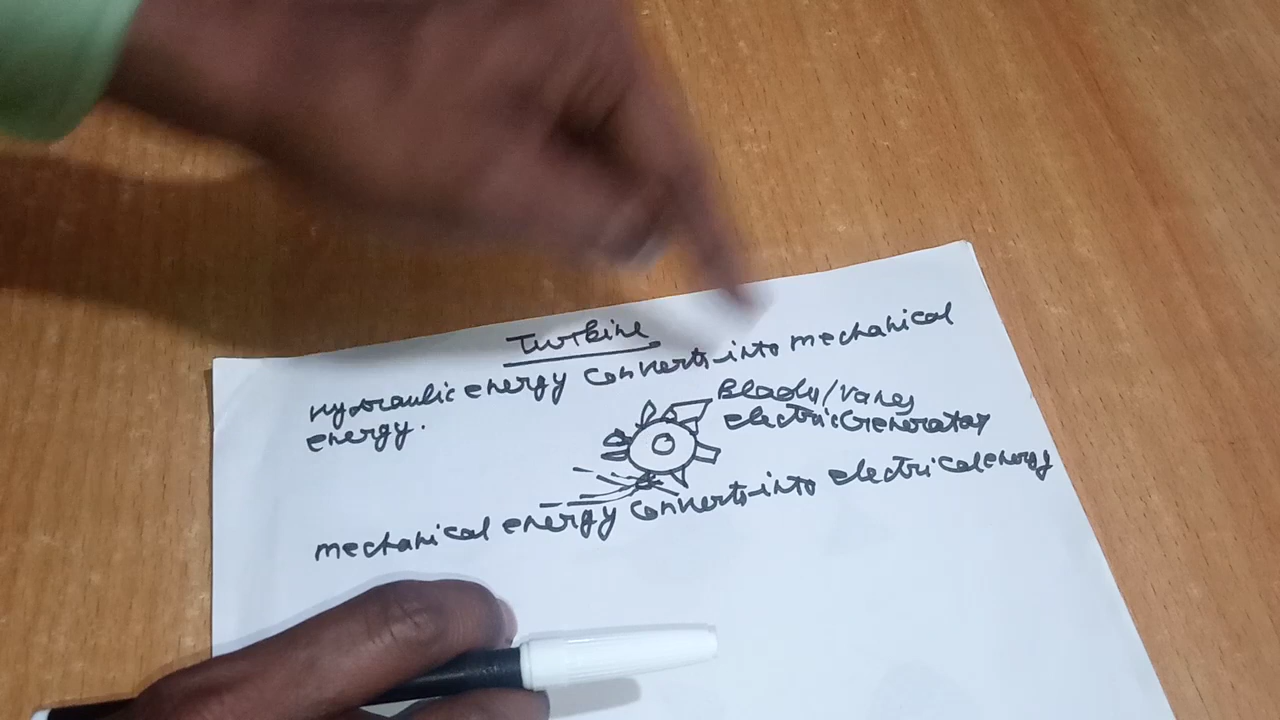 Turbine
Hydraulic energy converts into mechanical
energy.
Blades/Vanes
electric Generator
mechanical energy converts into electrical energy